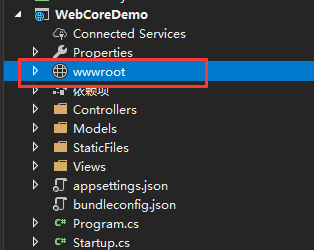 WebCoreDemo
Connected Services
Properties
wwwroot
依赖项
Controllers
Models
StaticFiles
Views
appsettings.json
bundleconfig.json
C# Program.cs
C# Startup.cs